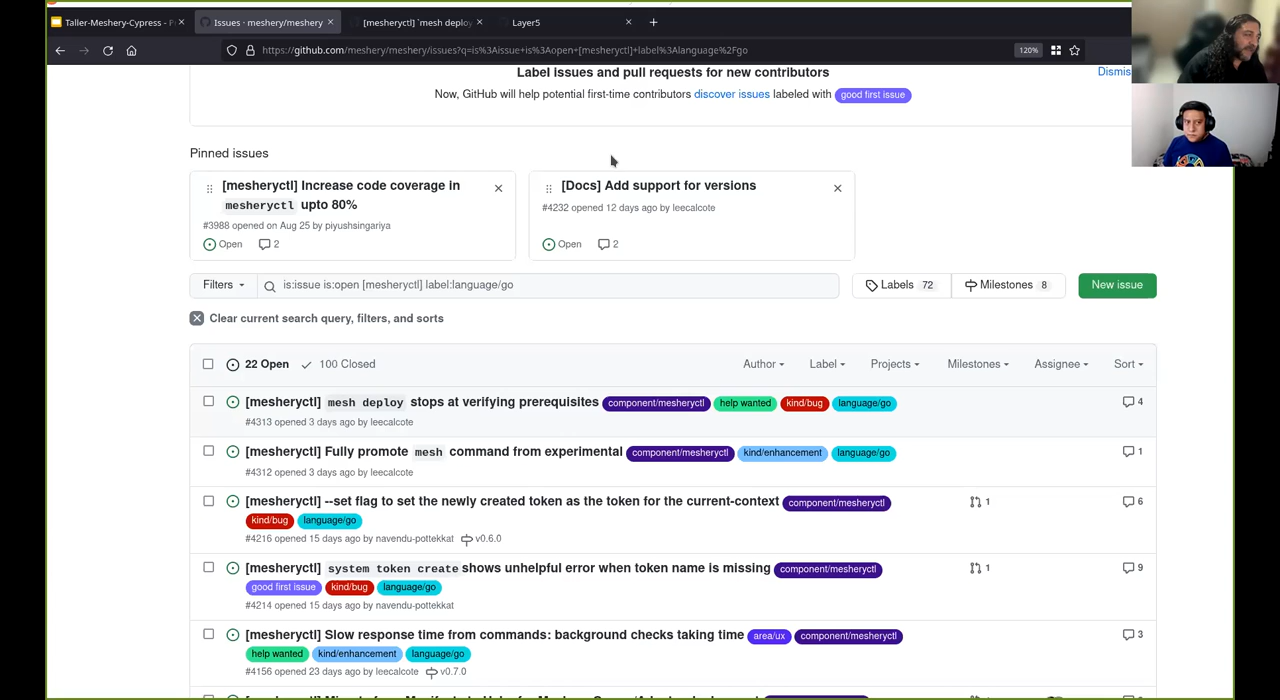 Taller-Meshery-Cypress - P
Issues · meshery/meshery
[mesheryctl] `mesh deploy
Layer5
https://github.com/meshery/meshery/issues?q=is%3Aissue+is%3Aopen+[mesheryctl]+label%3Alanguage%2Fgo
120%
Label issues and pull requests for new contributors
Dismis
Now, GitHub will help potential first-time contributors discover issues labeled with good first issue
Pinned issues
[mesheryctl] Increase code coverage in
mesheryctl upto 80%
#3988 opened on Aug 25 by piyushsingariya
Open 2
[Docs] Add support for versions
#4232 opened 12 days ago by leecalcote
Open 2
Filters
is:issue is:open [mesheryctl] label:language/go
Labels 72
Milestones 8
New issue
Clear current search query, filters, and sorts
22 Open 100 Closed
Author Label Projects Milestones Assignee Sort
[mesheryctl] mesh deploy stops at verifying prerequisites component/mesheryctl help wanted kind/bug language/go 4
#4313 opened 3 days ago by leecalcote
[mesheryctl] Fully promote mesh command from experimental component/mesheryctl kind/enhancement language/go 1
#4312 opened 3 days ago by leecalcote
[mesheryctl] --set flag to set the newly created token as the token for the current-context component/mesheryctl 1 6
kind/bug language/go
#4216 opened 15 days ago by navendu-pottekkat v0.6.0
[mesheryctl] system token create shows unhelpful error when token name is missing component/mesheryctl 1 9
good first issue kind/bug language/go
#4214 opened 15 days ago by navendu-pottekkat
[mesheryctl] Slow response time from commands: background checks taking time area/ux component/mesheryctl 3
help wanted kind/enhancement language/go
#4156 opened 23 days ago by leecalcote v0.7.0